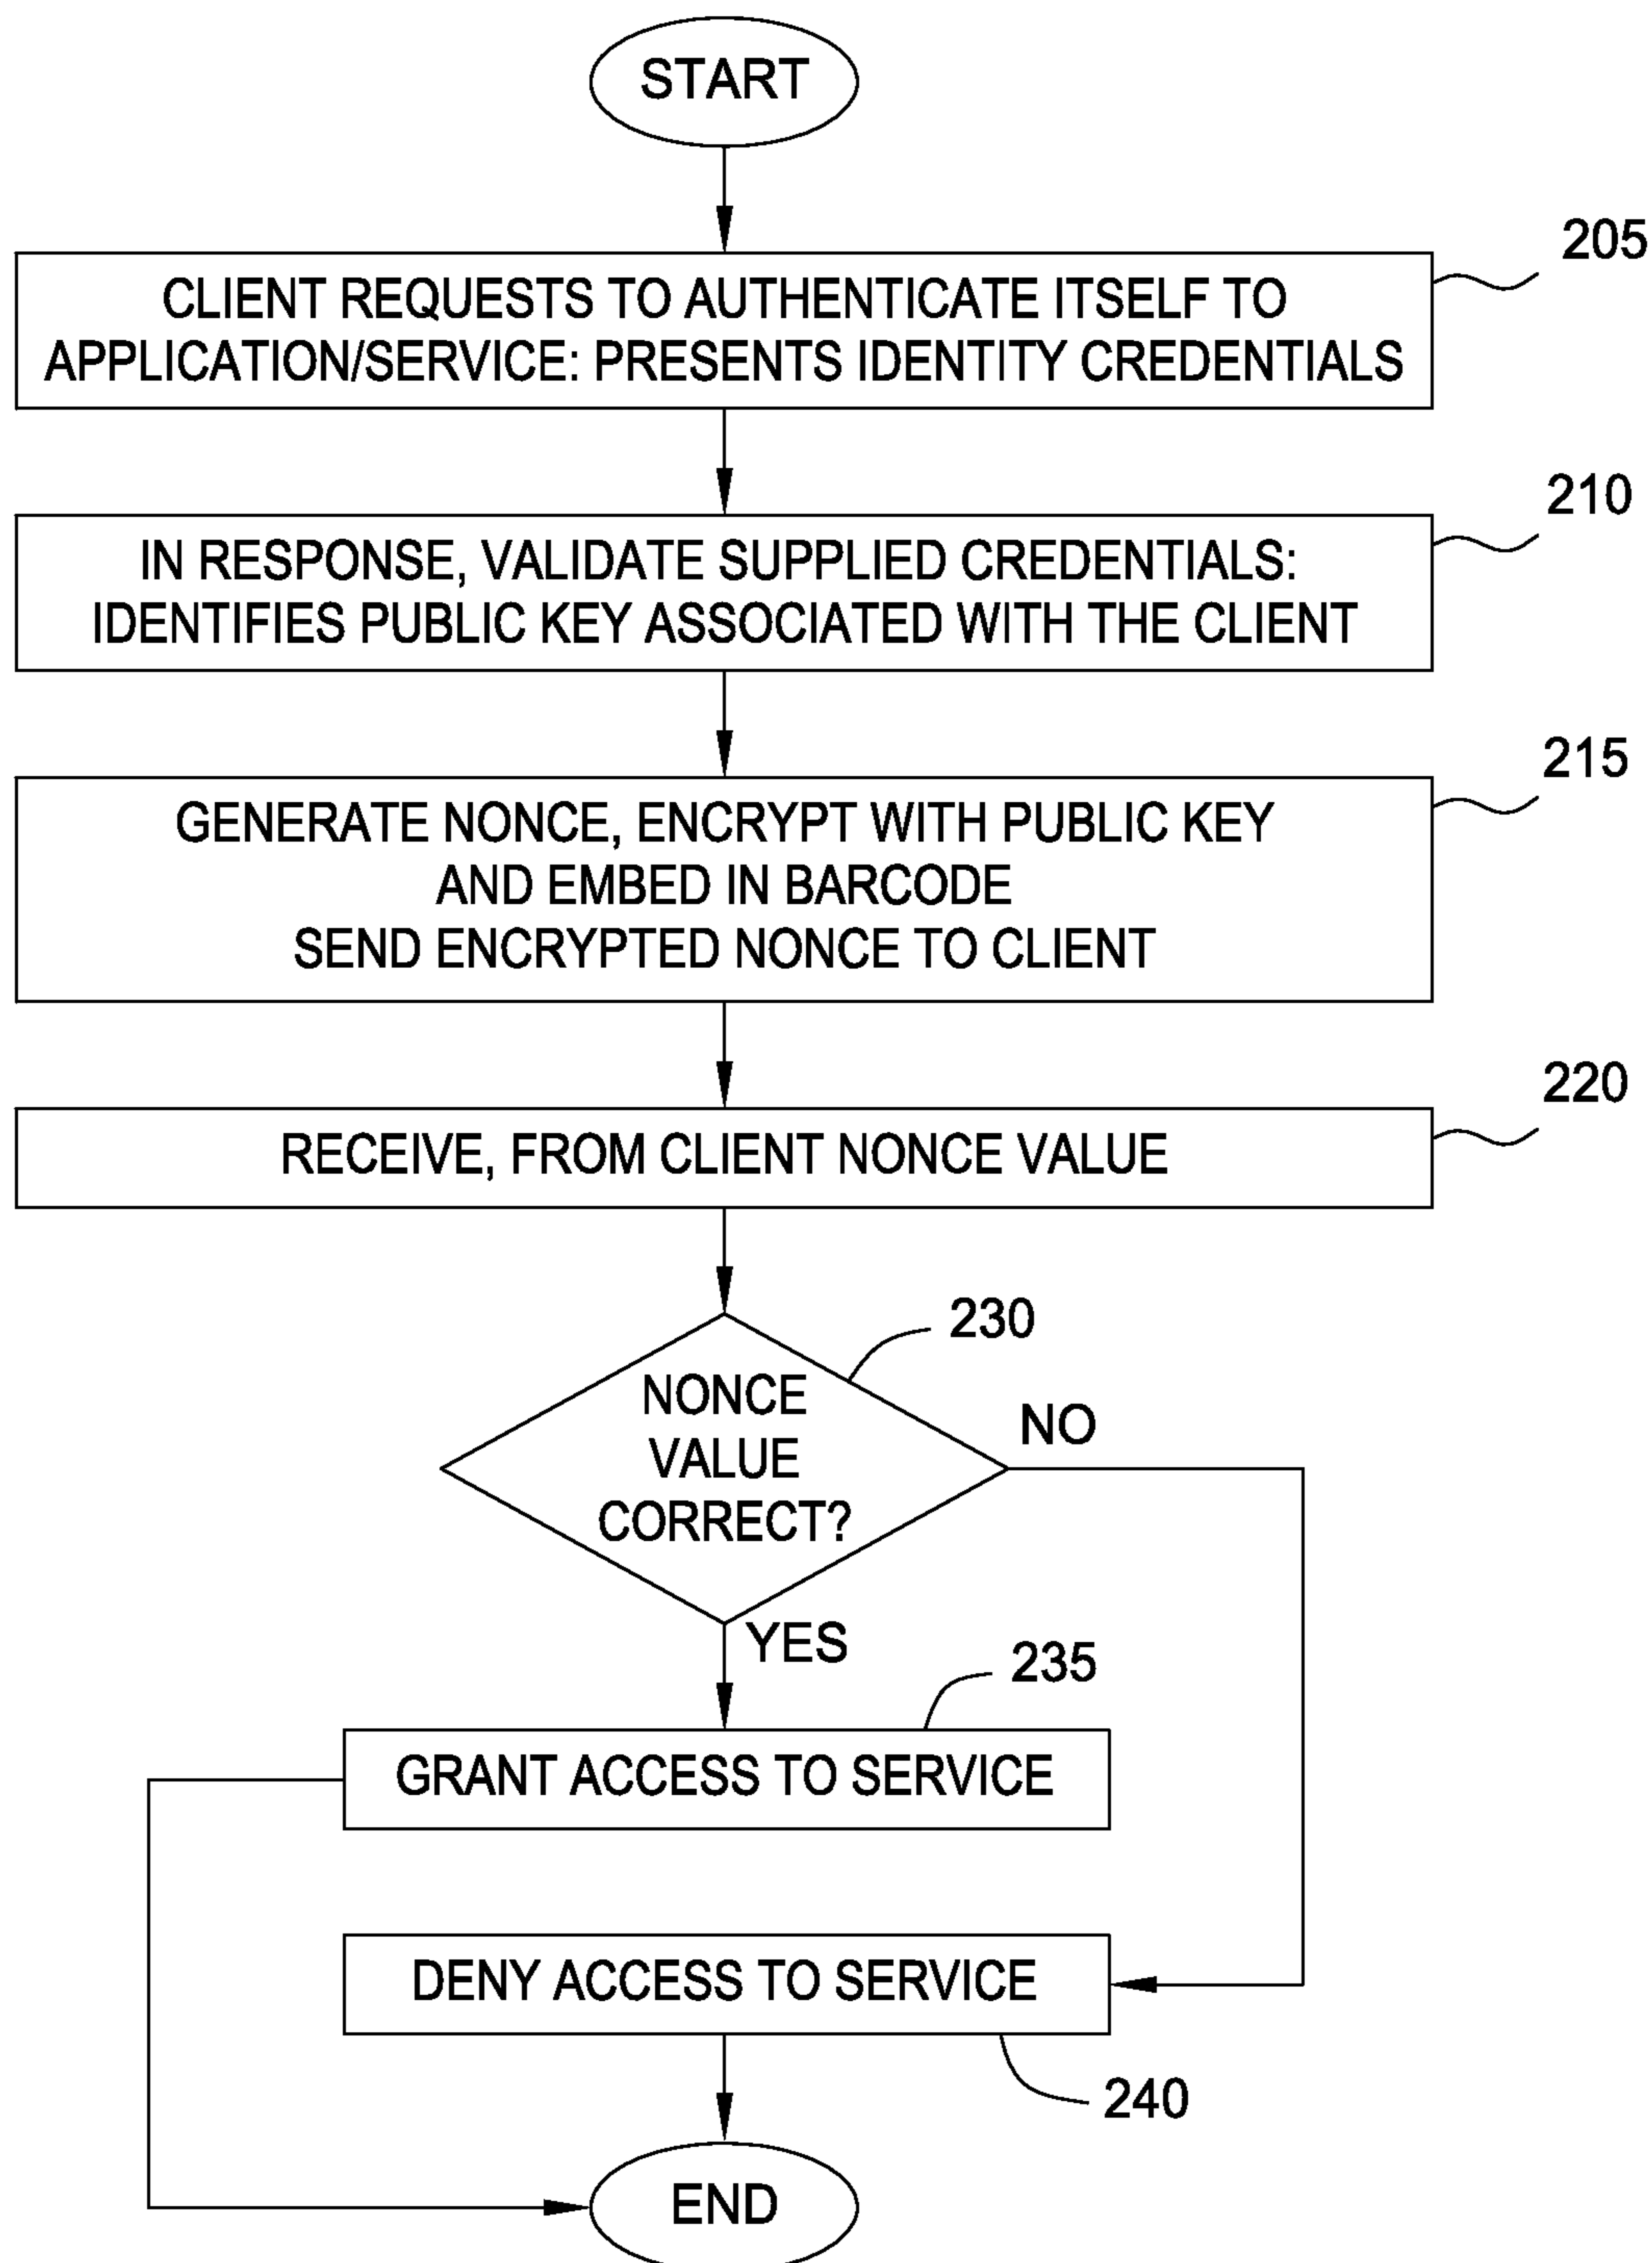 START
205
CLIENT REQUESTS TO AUTHENTICATE ITSELF TO
APPLICATION/SERVICE: PRESENTS IDENTITY CREDENTIALS
210
IN RESPONSE, VALIDATE SUPPLIED CREDENTIALS:
IDENTIFIES PUBLIC KEY ASSOCIATED WITH THE CLIENT
215
GENERATE NONCE, ENCRYPT WITH PUBLIC KEY
AND EMBED IN BARCODE
SEND ENCRYPTED NONCE TO CLIENT
220
RECEIVE, FROM CLIENT NONCE VALUE
230
NONCE
VALUE
CORRECT?
NO
YES
235
GRANT ACCESS TO SERVICE
DENY ACCESS TO SERVICE
240
END